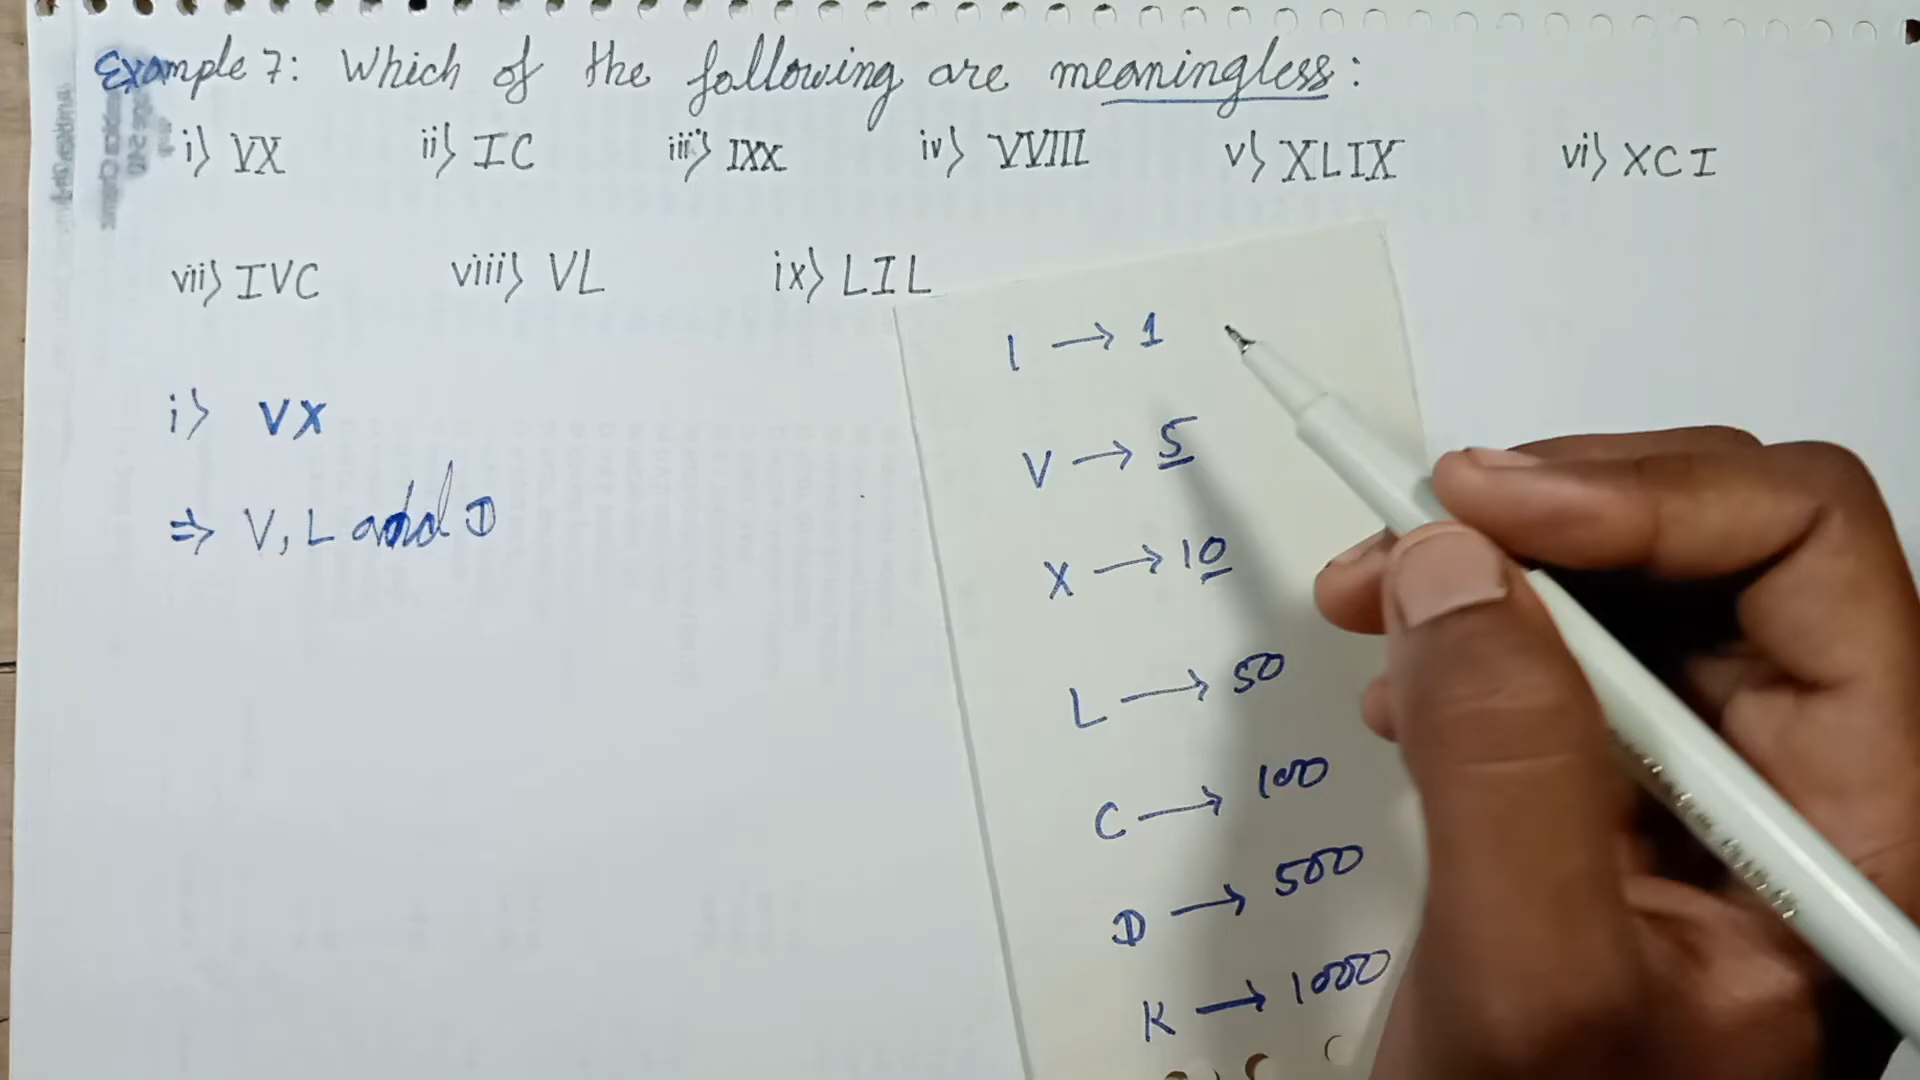 Example 7: Which of the following are meaningless:
i) VX ii) IC iii) IXX iv) VVIII v) XLIX vi) XCI
vii) IVC viii) VL ix) LIL
i) VX
⇒ V, L and D
I → 1
V → 5
X → 10
L → 50
C → 100
D → 500
K → 1000